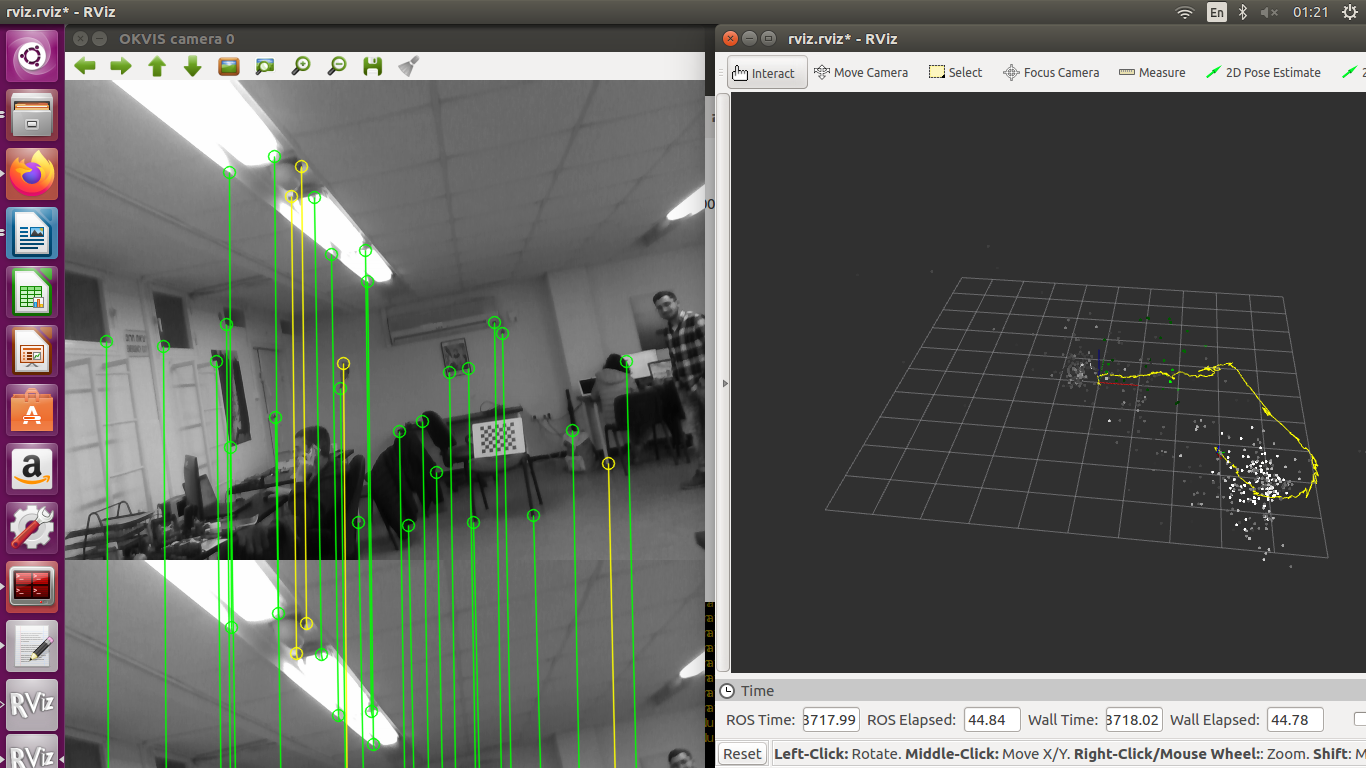 rviz.rviz* - RViz
En
01:21
OKVIS camera 0
rviz.rviz* - RViz
Interact
Move Camera
Select
Focus Camera
Measure
2D Pose Estimate
2
Time
ROS Time: 3717.99 ROS Elapsed: 44.84 Wall Time: 3718.02 Wall Elapsed: 44.78
Reset
Left-Click: Rotate. Middle-Click: Move X/Y. Right-Click/Mouse Wheel:: Zoom. Shift: M
RViz
RViz